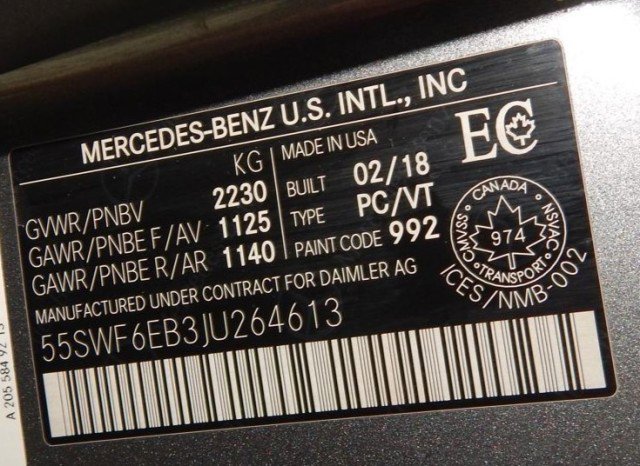 MERCEDES-BENZ U.S. INTL., INC
KG
GVWR/PNBV 2230
GAWR/PNBE F/AV 1125
GAWR/PNBE R/AR 1140
MADE IN USA
BUILT 02/18
TYPE PC/VT
PAINT CODE 992
EC
CANADA
CMVSS NSVAC
974
TRANSPORT
ICES/NMB-002
MANUFACTURED UNDER CONTRACT FOR DAIMLER AG
55SWF6EB3JU264613
A 205 584 92 13